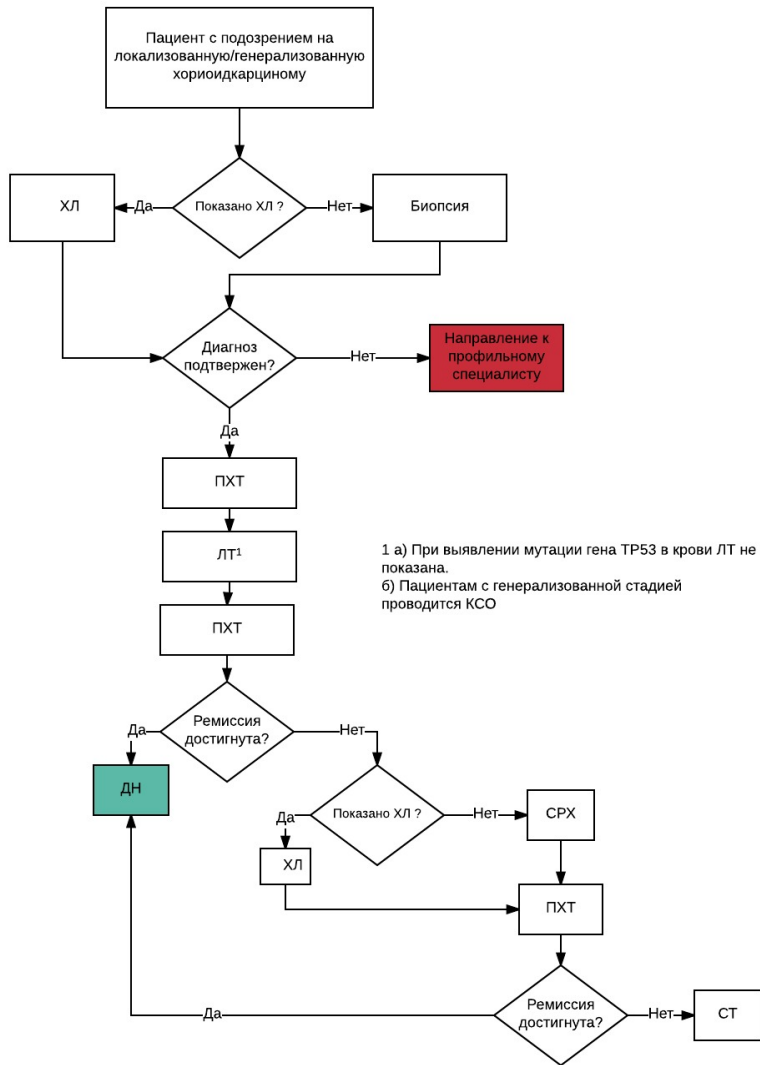 Пациент с подозрением на
локализованную/генерализованную
хориоидкарциному
ХЛ
Да
Показано ХЛ ?
Нет
Биопсия
Диагноз
подтвержен?
Нет
Направление к
профильному
специалисту
Да
ПХТ
ЛТ¹
1 а) При выявлении мутации гена TP53 в крови ЛТ не
показана.
б) Пациентам с генерализованной стадией
проводится КСО
ПХТ
Ремиссия
достигнута?
Да
Нет
ДН
Показано ХЛ ?
Да
Нет
СРХ
ХЛ
ПХТ
Ремиссия
достигнута?
Да
Нет
СТ